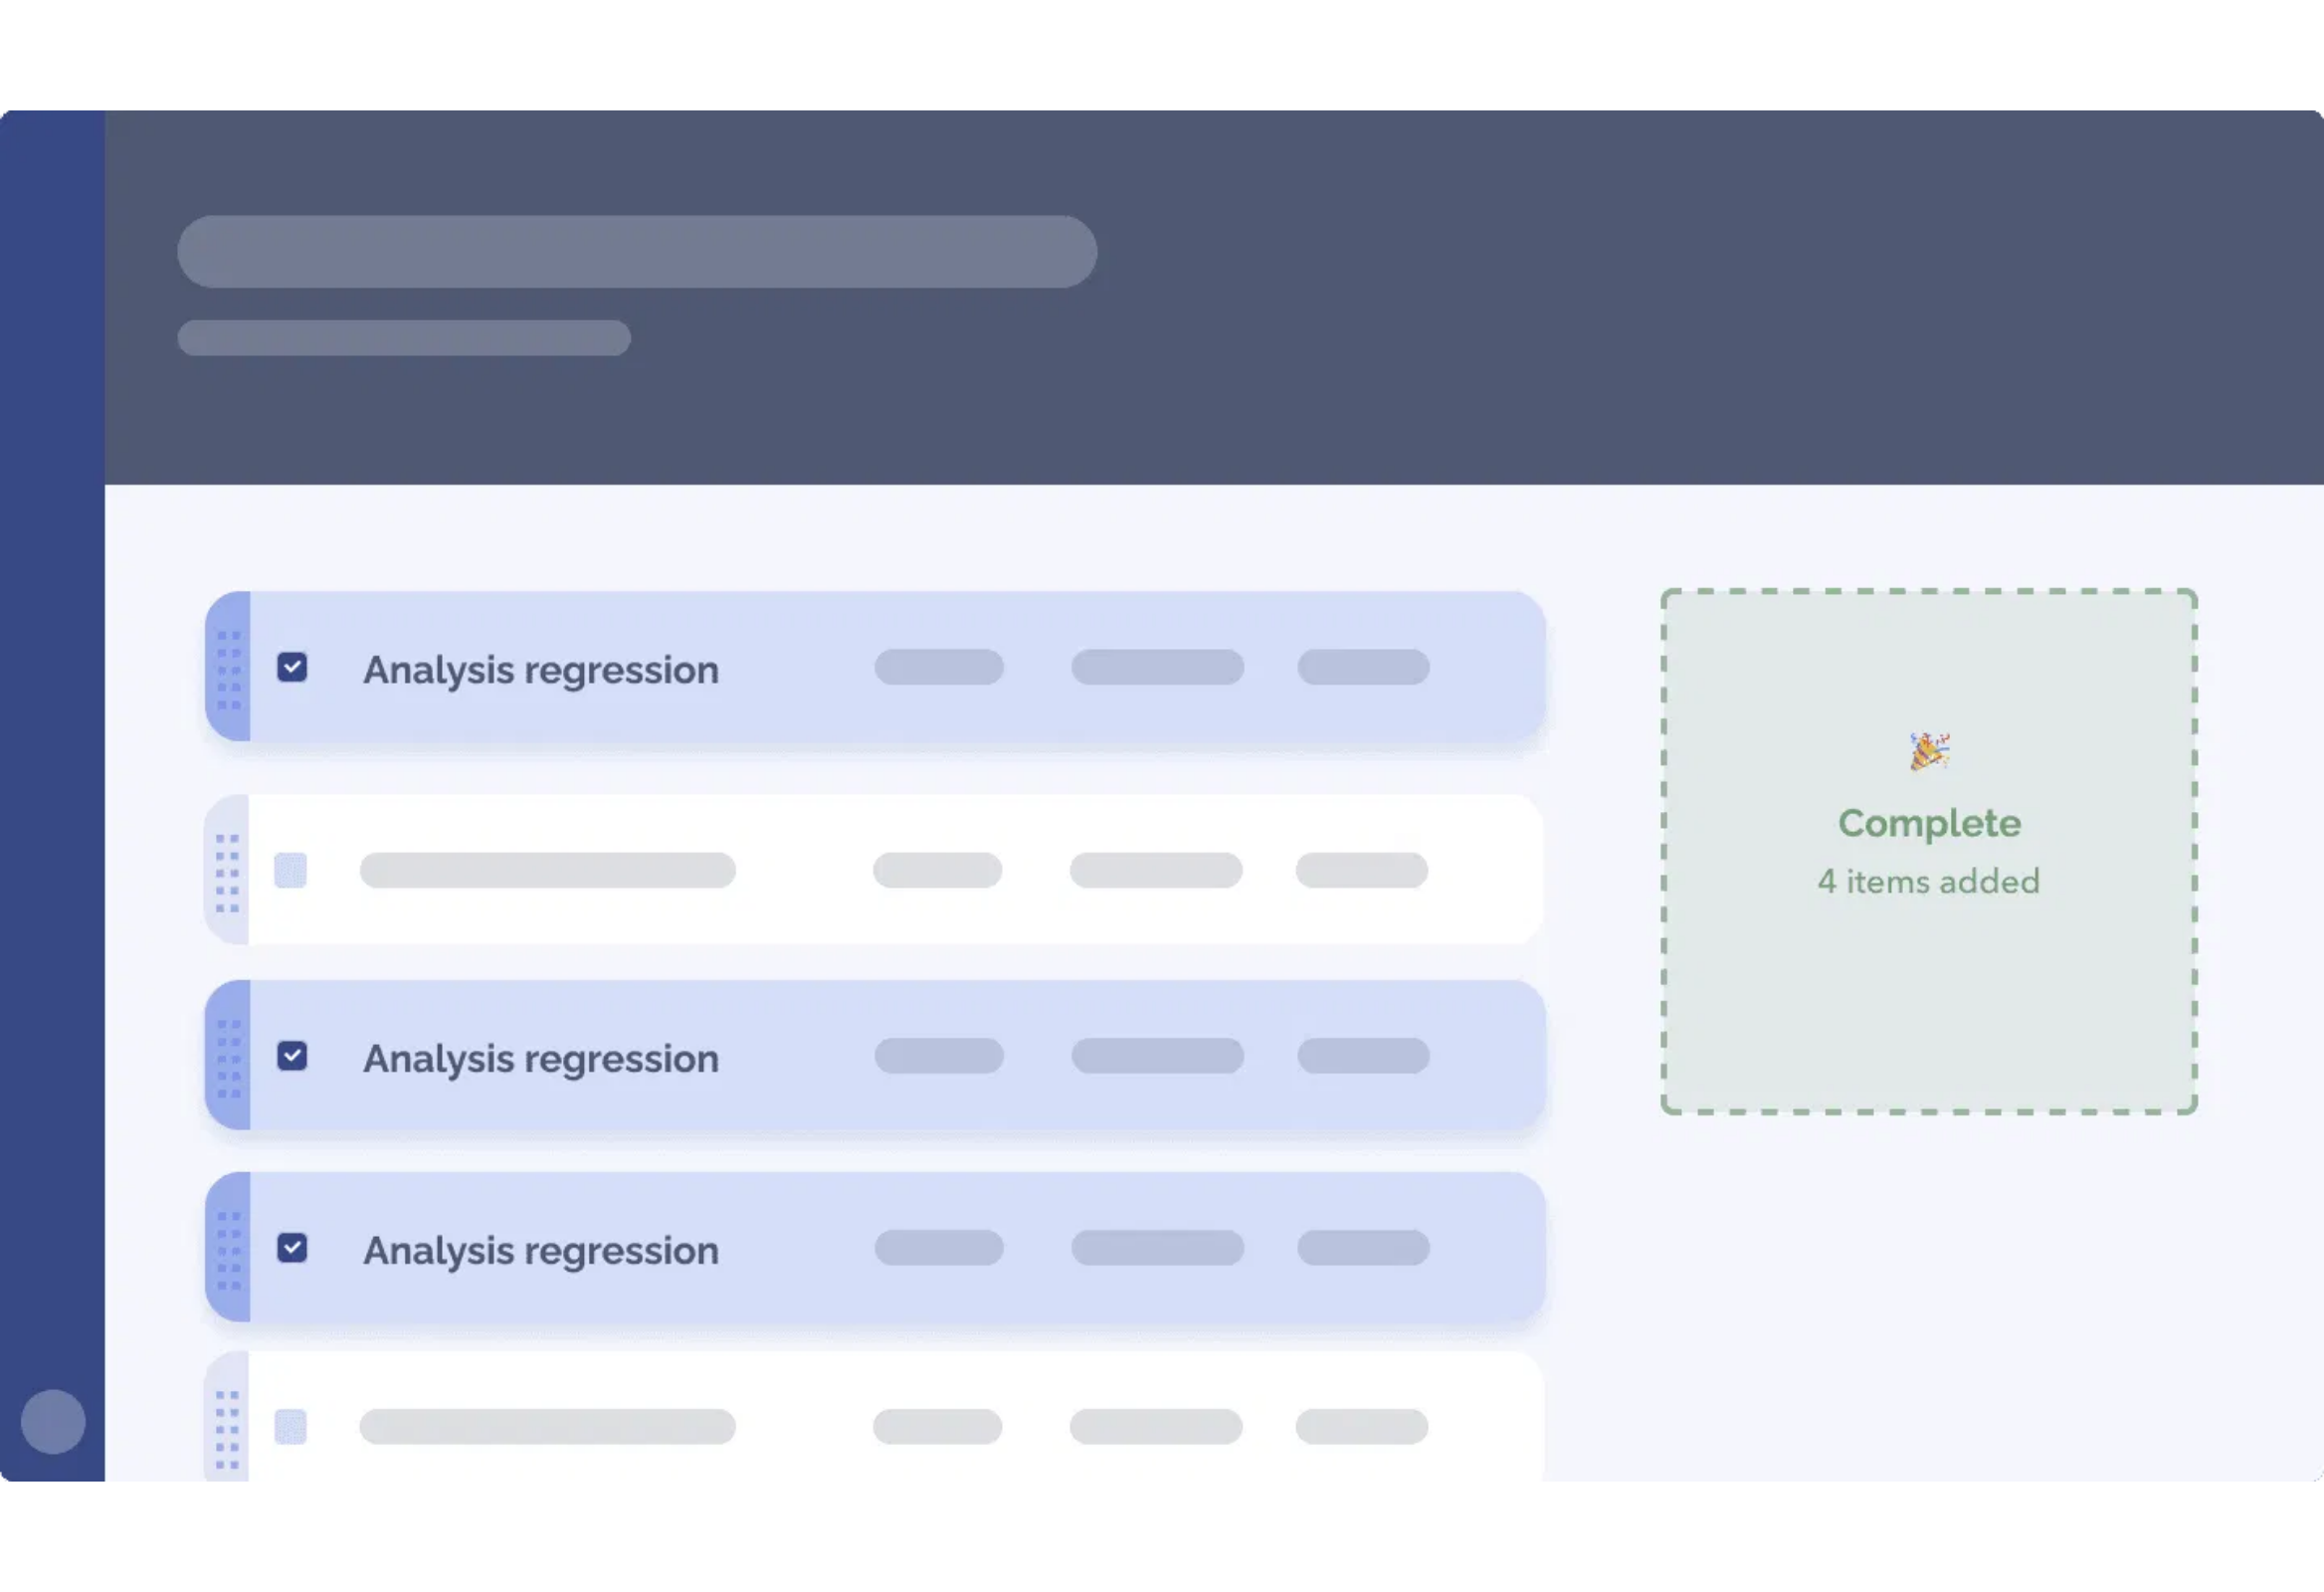 Analysis regression
Analysis regression
Analysis regression
Complete
4 items added